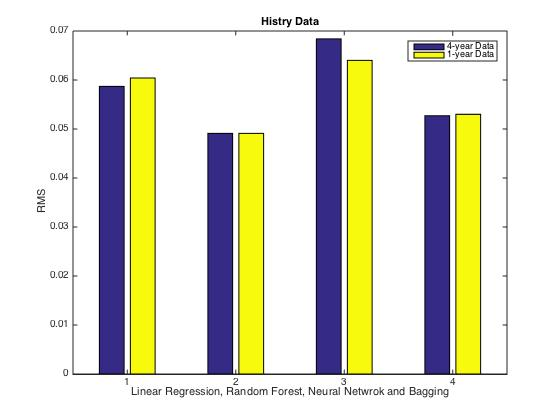 Histry Data
4-year Data
1-year Data
0.07
0.06
0.05
0.04
0.03
0.02
0.01
0
RMS
1 2 3 4
Linear Regression, Random Forest, Neural Netwrok and Bagging